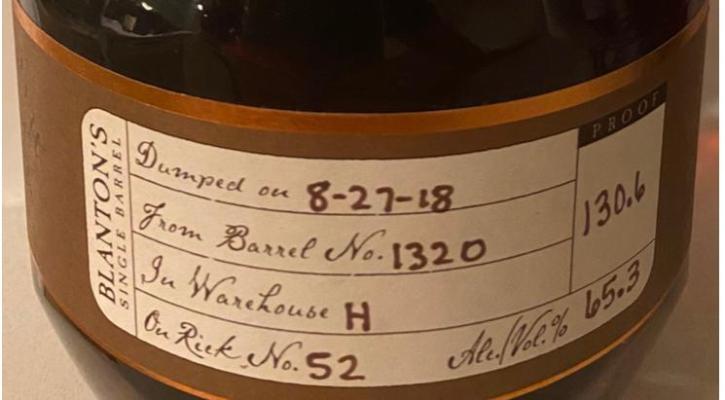 BLANTON'S
SINGLE BARREL
Dumped on 8-27-18
From Barrel No. 1320
In Warehouse H
On Rick No. 52
PROOF
130.6
Alc./Vol.% 65.3